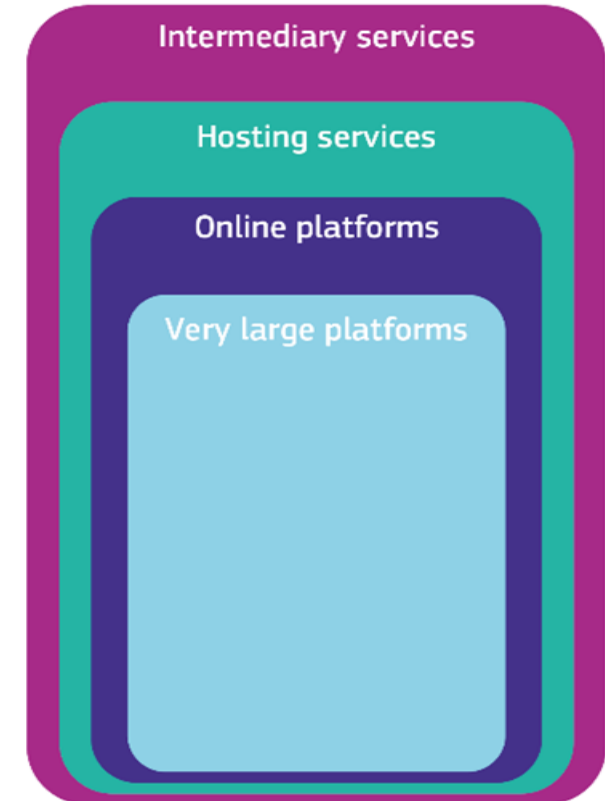 Intermediary services
Hosting services
Online platforms
Very large platforms